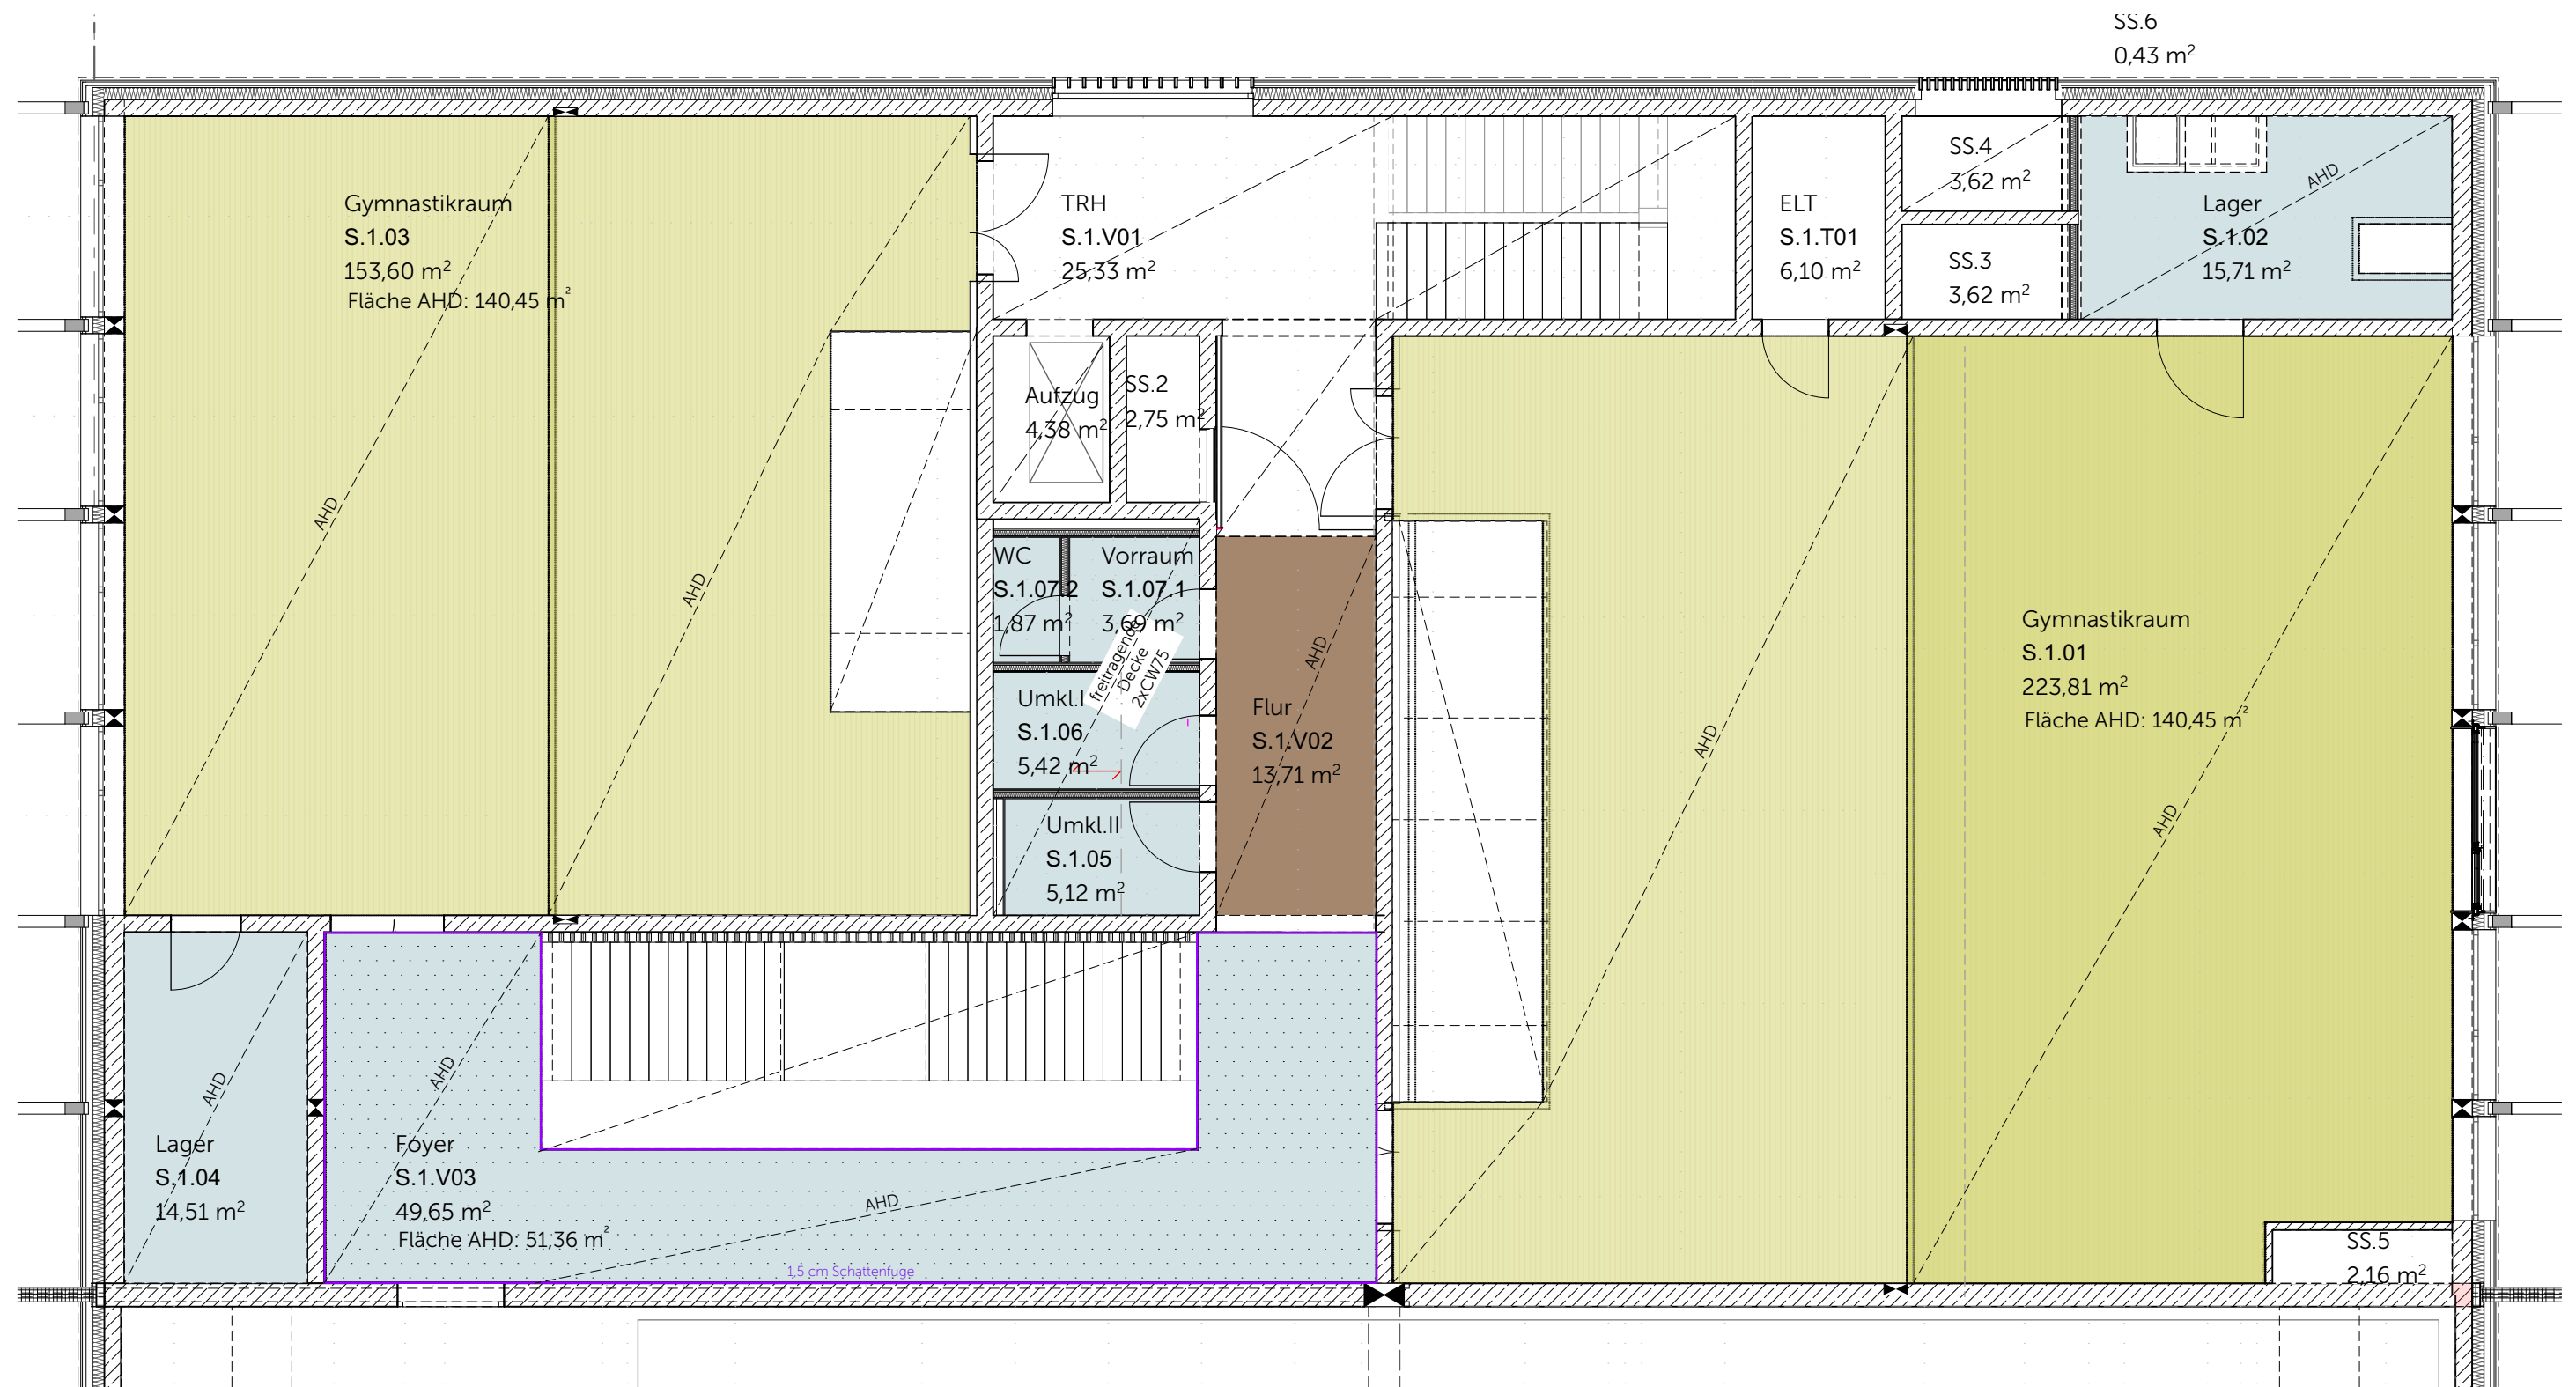 SS.6
0,43 m²
Gymnastikraum
S.1.03
153,60 m²
Fläche AHD: 140,45 m²
AHD
AHD
TRH
S.1.V01
25,33 m²
ELT
S.1.T01
6,10 m²
SS.4
3,62 m²
SS.3
3,62 m²
Lager
S.1.02
15,71 m²
AHD
Aufzug
4,38 m²
SS.2
2,75 m²
WC
S.1.07.2
1,87 m²
Vorraum
S.1.07.1
3,69 m²
freitragende
Decke
2xCW75
Umkl.I
S.1.06
5,42 m²
Umkl.II
S.1.05
5,12 m²
AHD
Flur
S.1.V02
13,71 m²
AHD
Gymnastikraum
S.1.01
223,81 m²
Fläche AHD: 140,45 m²
AHD
Lager
S.1.04
14,51 m²
AHD
Foyer
S.1.V03
49,65 m²
Fläche AHD: 51,36 m²
AHD
AHD
1,5 cm Schattenfuge
SS.5
2,16 m²